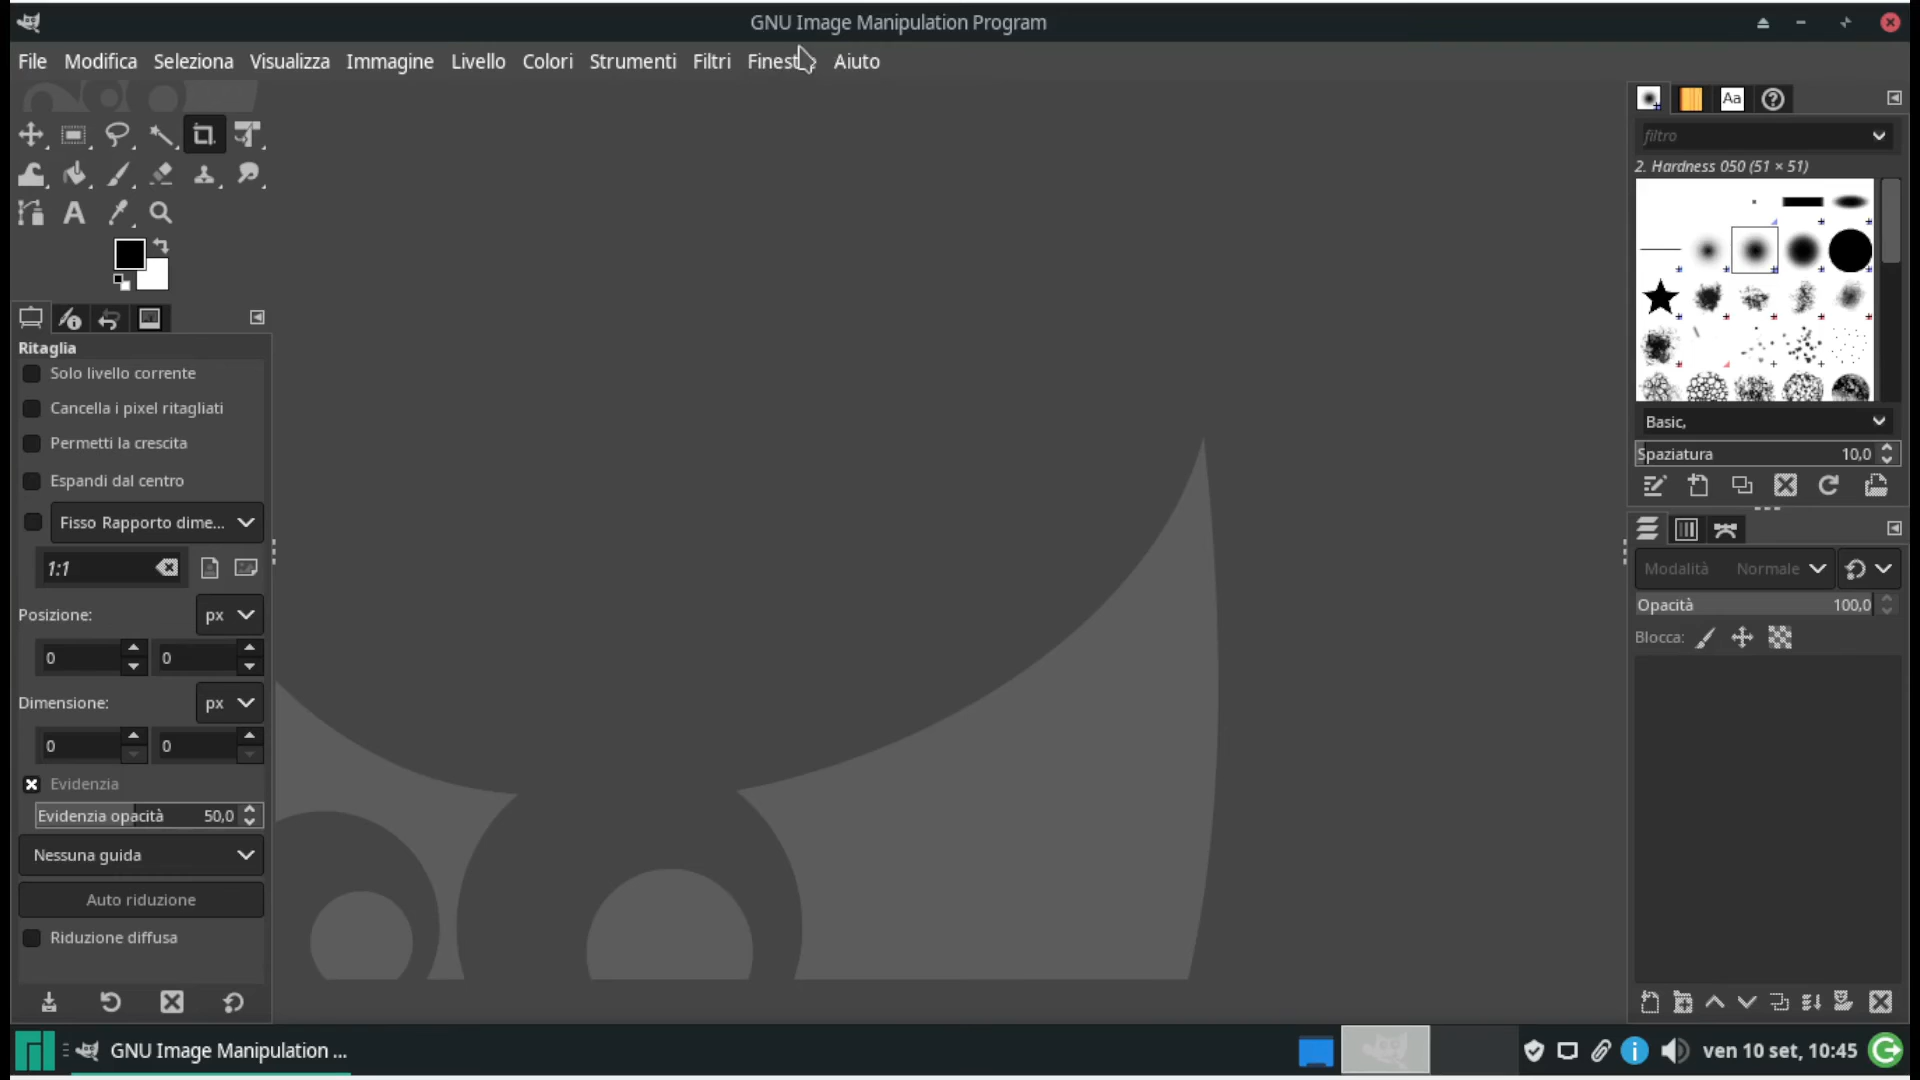 GNU Image Manipulation Program
File Modifica Seleziona Visualizza Immagine Livello Colori Strumenti Filtri Aiuto
Aa
filtro
2. Hardness 050 (51 × 51)
Ritaglia
Solo livello corrente
Cancella i pixel ritagliati
Permetti la crescita
Espandi dal centro
Fisso Rapporto dime...
1:1
Posizione: px
0 0
Dimensione: px
0 0
Evidenzia
Evidenzia opacità 50,0
Nessuna guida
Auto riduzione
Riduzione diffusa
Basic,
Spaziatura 10,0
Modalità Normale
Opacità 100,0
Blocca:
GNU Image Manipulation ...
ven 10 set, 10:45